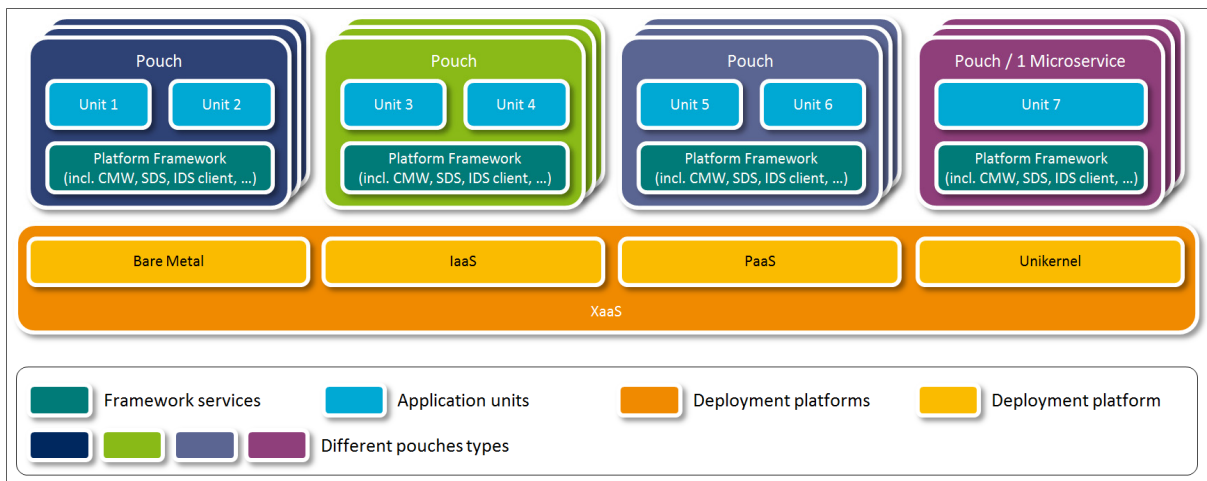 Pouch
Unit 1
Unit 2
Platform Framework
(incl. CMW, SDS, IDS client, ...)
Pouch
Unit 3
Unit 4
Platform Framework
(incl. CMW, SDS, IDS client, ...)
Pouch
Unit 5
Unit 6
Platform Framework
(incl. CMW, SDS, IDS client, ...)
Pouch / 1 Microservice
Unit 7
Platform Framework
(incl. CMW, SDS, IDS client, ...)
Bare Metal
IaaS
PaaS
Unikernel
XaaS
Framework services
Application units
Deployment platforms
Deployment platform
Different pouches types